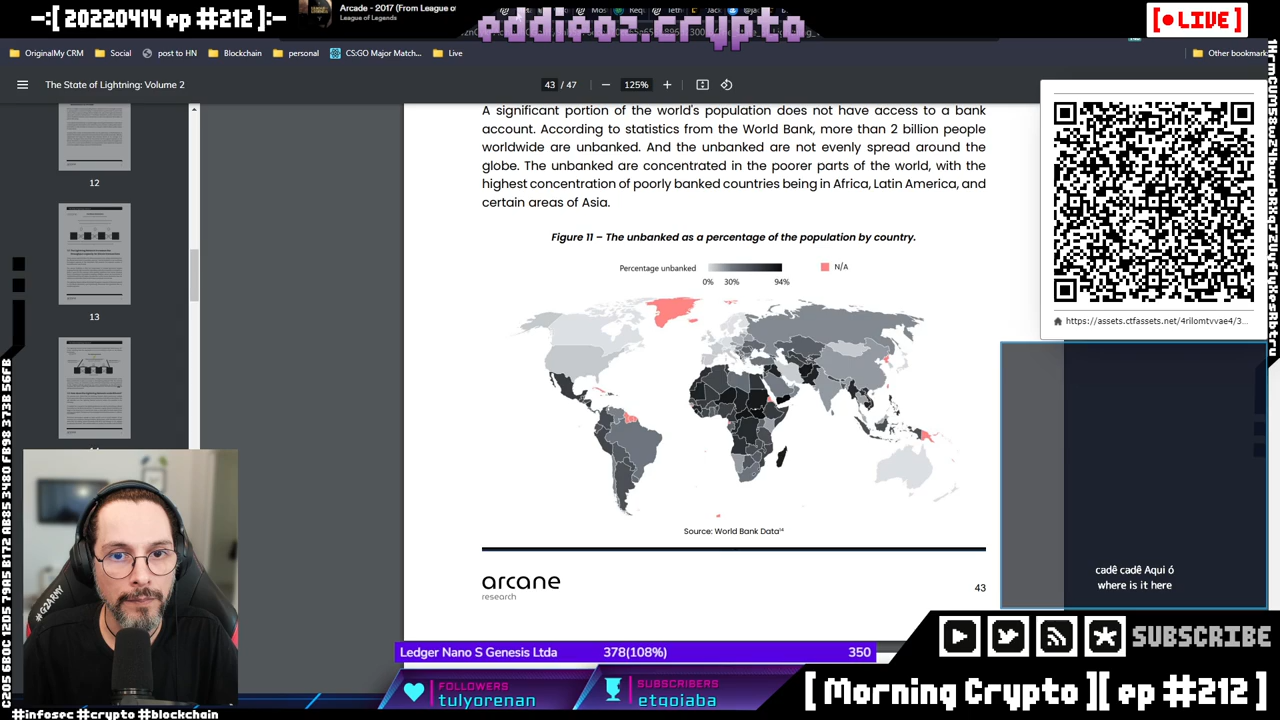 -:[ 20220414 ep #212 ]:-
Arcade - 2017 (From League of
League of Legends
edipoz.crypto
[ • LIVE ]
OrganizeMy CMU
Social
post to HN
Blockchain
personal
CS:GO Major Match...
Live
Other bookmark
The State of Lightning: Volume 2
43 / 47
125%
A significant portion of the world's population does not have access to a bank
account. According to statistics from the World Bank, more than 2 billion people
worldwide are unbanked. And the unbanked are not evenly spread around the
globe. The unbanked are concentrated in the poorer parts of the world, with the
highest concentration of poorly banked countries being in Africa, Latin America, and
certain areas of Asia.
12
13
Figure 11 – The unbanked as a percentage of the population by country.
Percentage unbanked
N/A
0% 30% 94%
Source: World Bank Data¹⁴
arcane
research
43
https://assets.ctfassets.net/4rilomtvvae4/3...
cadê cadê Aqui ó
where is it here
Ledger Nano S Genesis Ltda 378(108%) 350
FOLLOWERS
tulyorenan
SUBSCRIBERS
etgoiaba
SUBSCRIBE
[ Morning Crypto ][ ep #212 ]
#infosec #crypto #blockchain